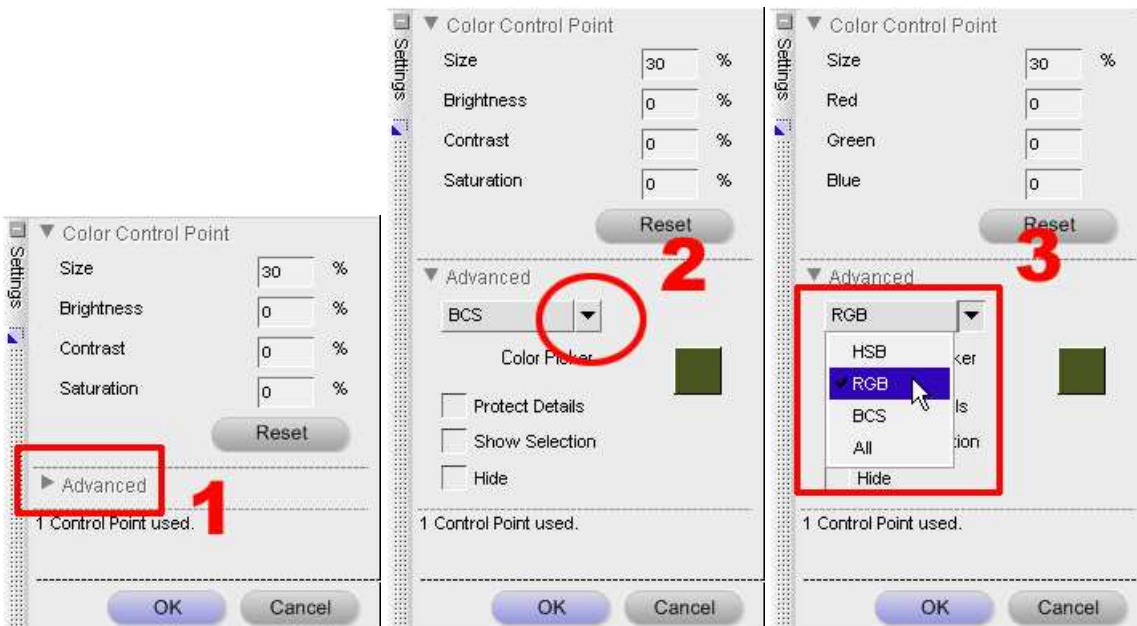 Settings
Color Control Point
Size 30 %
Brightness 0 %
Contrast 0 %
Saturation 0 %
Reset
Advanced
1
1 Control Point used.
OK Cancel
Settings
Color Control Point
Size 30 %
Brightness 0 %
Contrast 0 %
Saturation 0 %
Reset
2
Advanced
BCS
Color Picker
Protect Details
Show Selection
Hide
1 Control Point used.
OK Cancel
Settings
Color Control Point
Size 30 %
Red 0
Green 0
Blue 0
Reset
3
Advanced
RGB
HSB ker
RGB
BCS ls
All tion
Hide
1 Control Point used.
OK Cancel